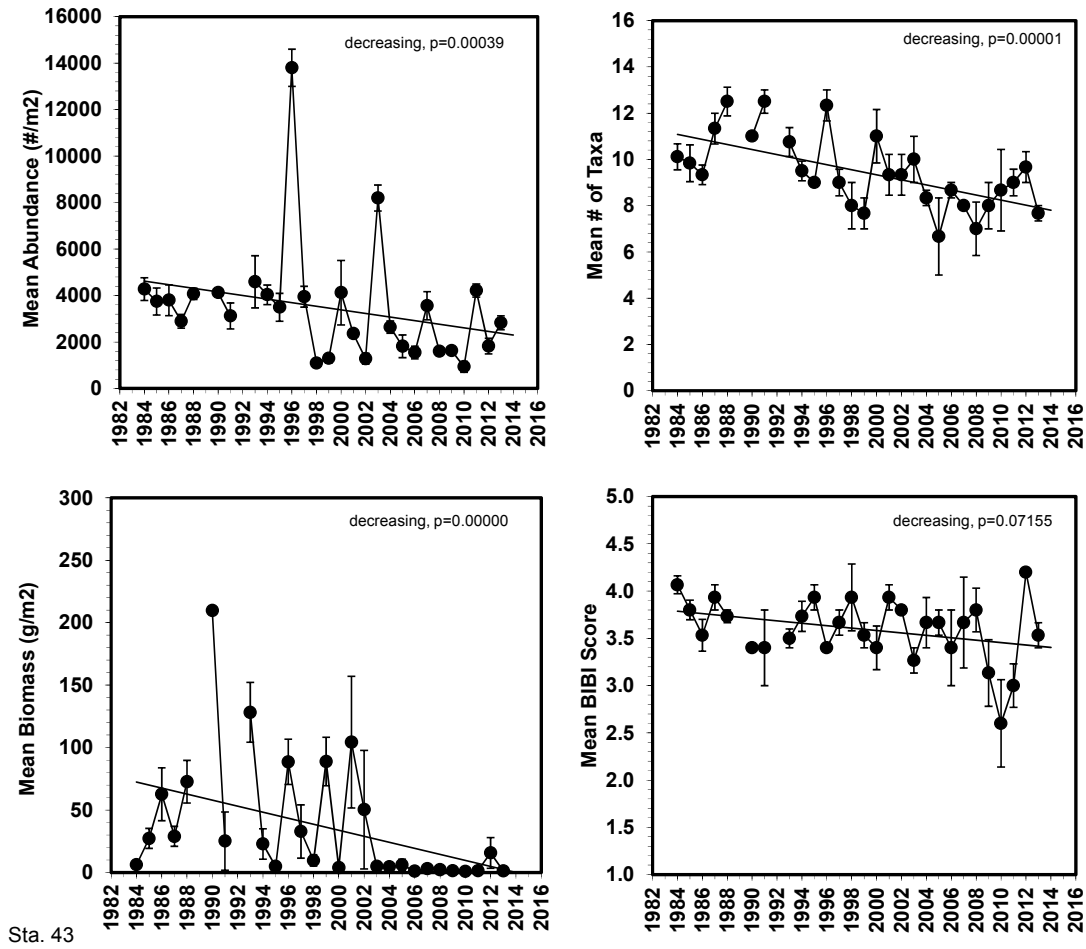 decreasing, p=0.00039
Mean Abundance (#/m2)
16000
14000
12000
10000
8000
6000
4000
2000
0
1982 1984 1986 1988 1990 1992 1994 1996 1998 2000 2002 2004 2006 2008 2010 2012 2014 2016
decreasing, p=0.00001
Mean # of Taxa
16
14
12
10
8
6
4
2
0
1982 1984 1986 1988 1990 1992 1994 1996 1998 2000 2002 2004 2006 2008 2010 2012 2014 2016
decreasing, p=0.00000
Mean Biomass (g/m2)
300
250
200
150
100
50
0
1982 1984 1986 1988 1990 1992 1994 1996 1998 2000 2002 2004 2006 2008 2010 2012 2014 2016
decreasing, p=0.07155
Mean BIBI Score
5.0
4.5
4.0
3.5
3.0
2.5
2.0
1.5
1.0
1982 1984 1986 1988 1990 1992 1994 1996 1998 2000 2002 2004 2006 2008 2010 2012 2014 2016
Sta. 43